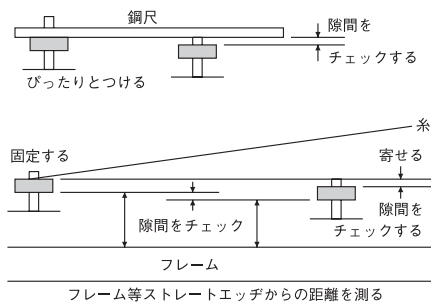 鋼尺
隙間を
チェックする
ぴったりとつける
糸
固定する
寄せる
隙間をチェック
隙間を
チェックする
フレーム
フレーム等ストレートエッヂからの距離を測る